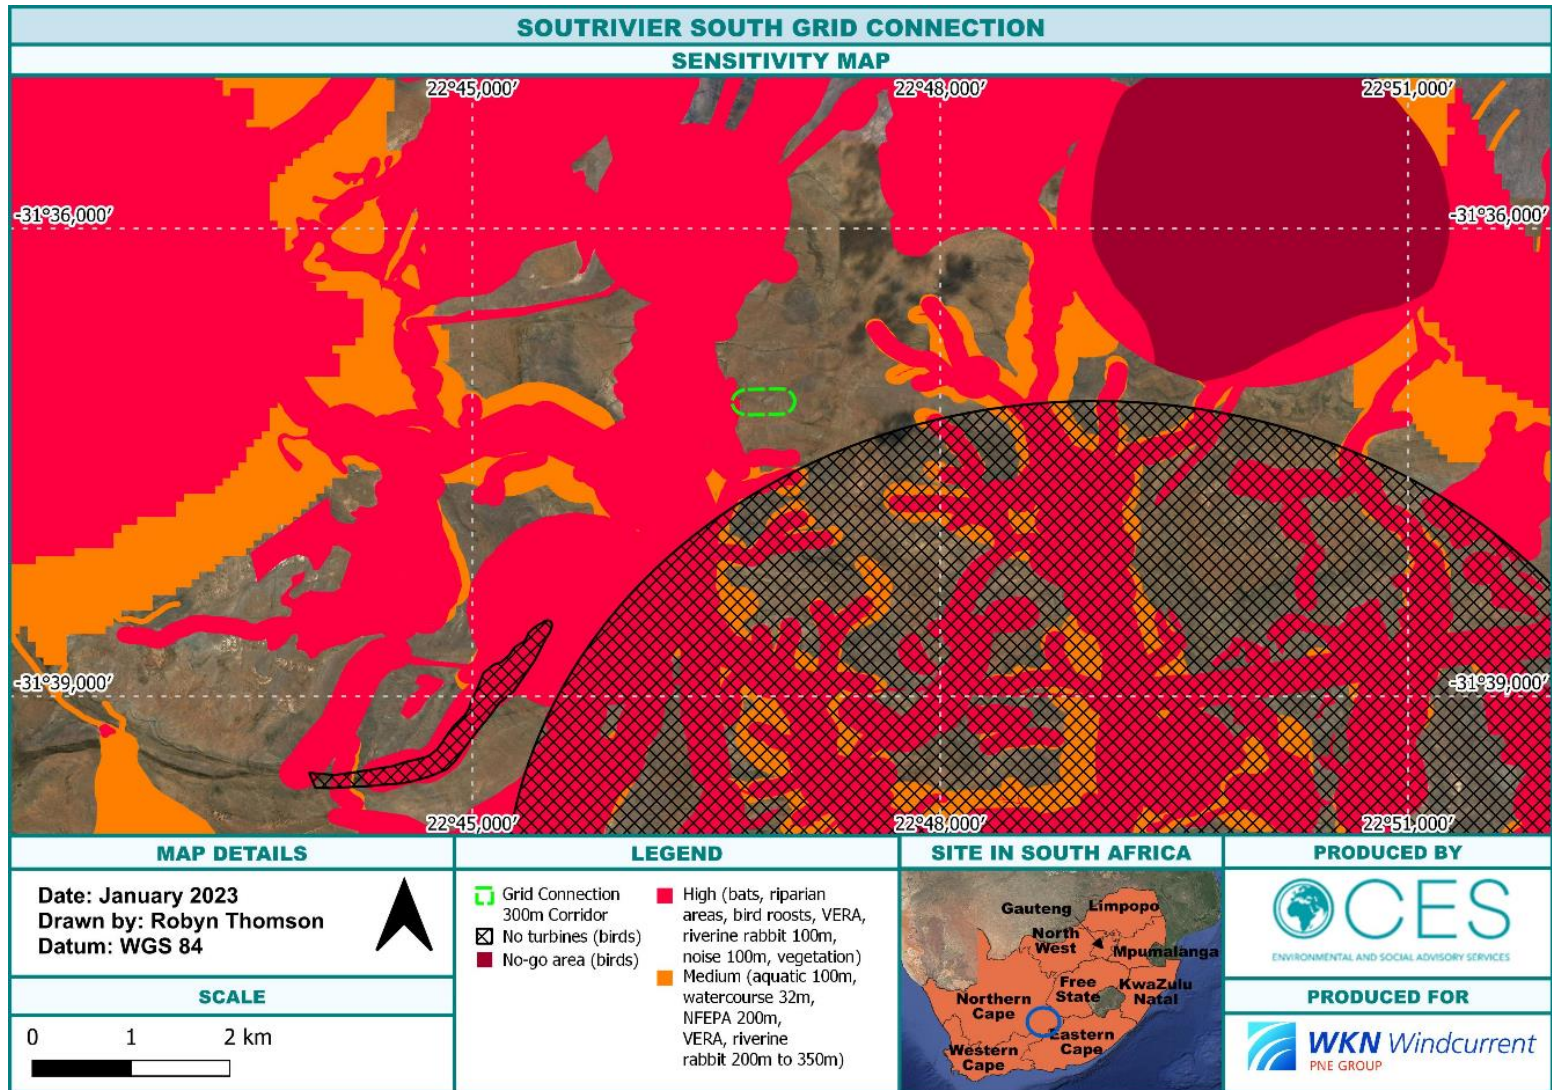 SOUTRIVIER SOUTH GRID CONNECTION
SENSITIVITY MAP
22°45,000′
22°48,000′
22°51,000′
-31°36,000′
-31°36,000′
-31°39,000′
-31°39,000′
22°45,000′
22°48,000′
22°51,000′
MAP DETAILS
Date: January 2023
Drawn by: Robyn Thomson
Datum: WGS 84
SCALE
0 1 2 km
LEGEND
Grid Connection
300m Corridor
No turbines (birds)
No-go area (birds)
High (bats, riparian
areas, bird roosts, VERA,
riverine rabbit 100m,
noise 100m, vegetation)
Medium (aquatic 100m,
watercourse 32m,
NFEPA 200m,
VERA, riverine
rabbit 200m to 350m)
SITE IN SOUTH AFRICA
Gauteng
Limpopo
North
West
Mpumalanga
Free
State
KwaZulu
Natal
Northern
Cape
Eastern
Cape
Western
Cape
PRODUCED BY
CES
ENVIRONMENTAL AND SOCIAL ADVISORY SERVICES
PRODUCED FOR
WKN Windcurrent
PNE GROUP